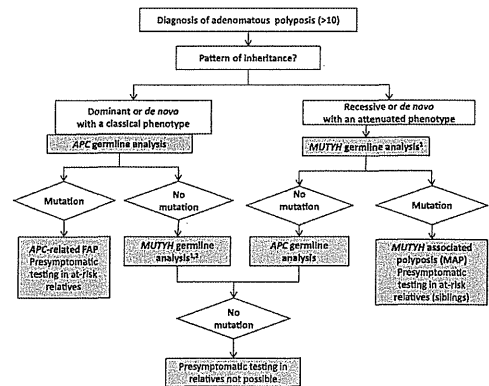 Diagnosis of adenomatous polyposis (>10)
Pattern of inheritance?
Dominant or de novo
with a classical phenotype
APC germline analysis
Recessive or de novo
with an attenuated phenotype
MUTYH germline analysis¹
Mutation
No
mutation
No
mutation
Mutation
APC-related FAP
Presymptomatic
testing in at-risk
relatives
MUTYH germline
analysis¹,²
APC germline
analysis
MUTYH associated
polyposis (MAP)
Presymptomatic
testing in at-risk
relatives (siblings)
No
mutation
Presymptomatic testing in
relatives not possible